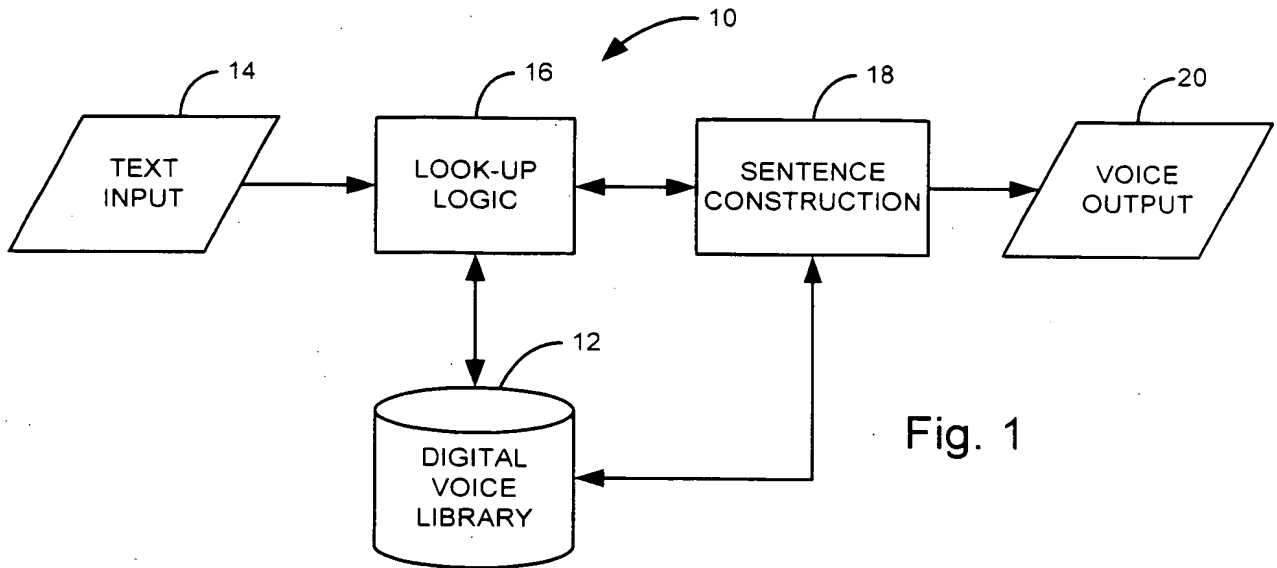 10
14
16
18
20
TEXT
INPUT
LOOK-UP
LOGIC
SENTENCE
CONSTRUCTION
VOICE
OUTPUT
12
DIGITAL
VOICE
LIBRARY
Fig. 1